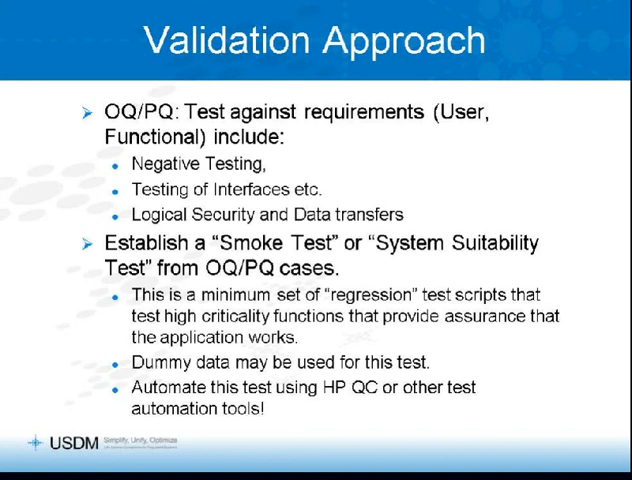 Validation Approach
OQ/PQ: Test against requirements (User,
Functional) include:
Negative Testing,
Testing of Interfaces etc.
Logical Security and Data transfers
Establish a “Smoke Test” or “System Suitability
Test” from OQ/PQ cases.
This is a minimum set of “regression” test scripts that
test high criticality functions that provide assurance that
the application works.
Dummy data may be used for this test.
Automate this test using HP QC or other test
automation tools!
USDM Simplify, Unify, Optimize